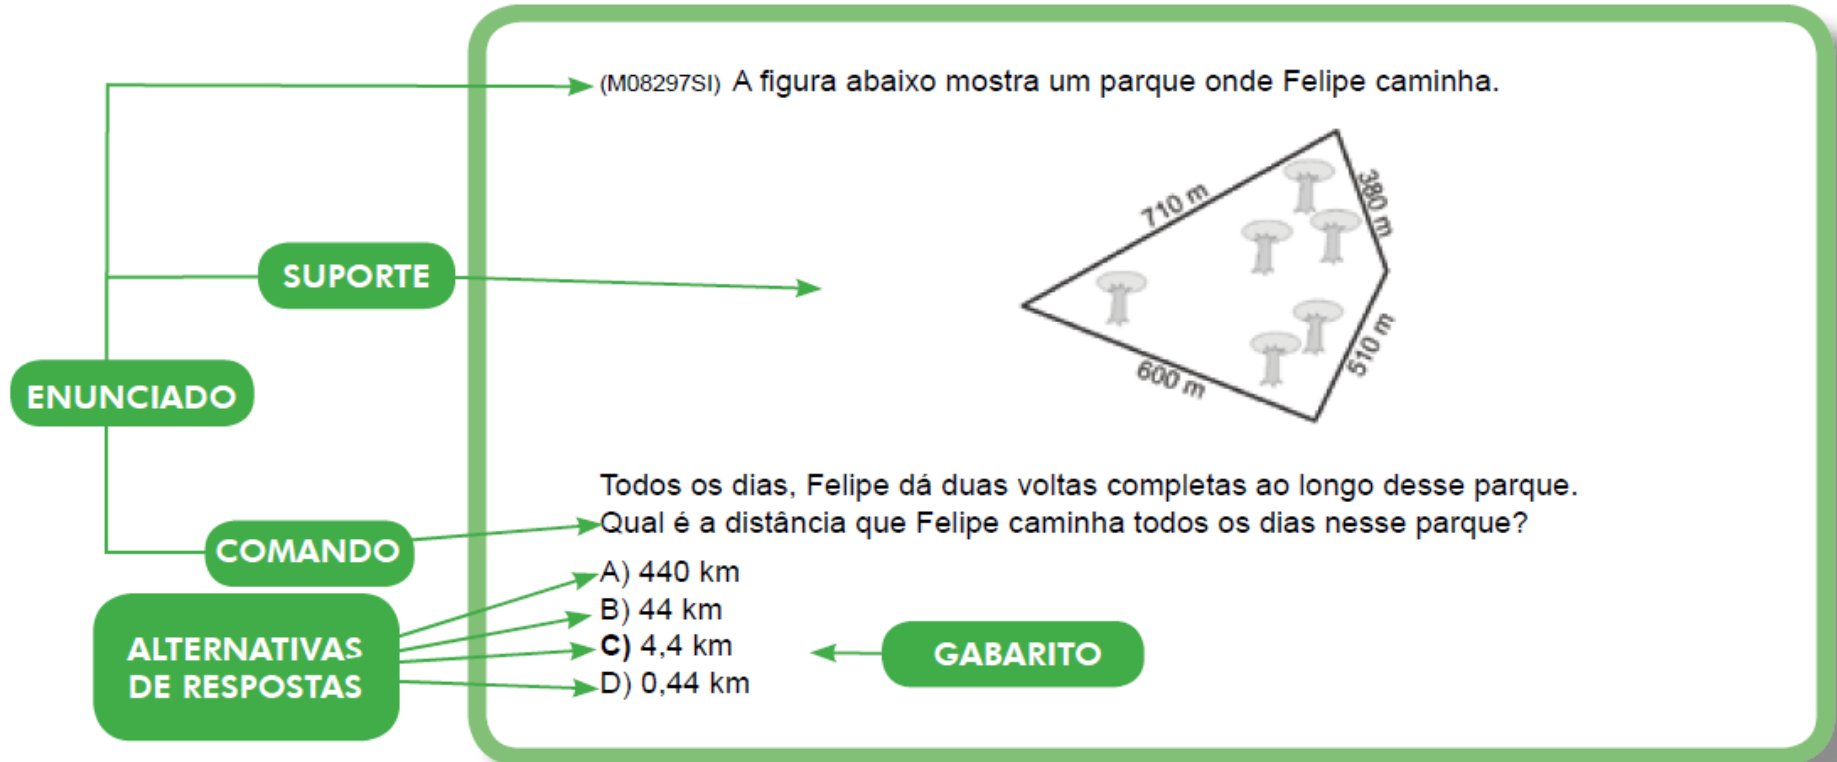 (M08297SI) A figura abaixo mostra um parque onde Felipe caminha.
710 m
380 m
SUPORTE
510 m
600 m
ENUNCIADO
Todos os dias, Felipe dá duas voltas completas ao longo desse parque.
Qual é a distância que Felipe caminha todos os dias nesse parque?
COMANDO
A) 440 km
B) 44 km
C) 4,4 km
D) 0,44 km
ALTERNATIVAS
DE RESPOSTAS
GABARITO